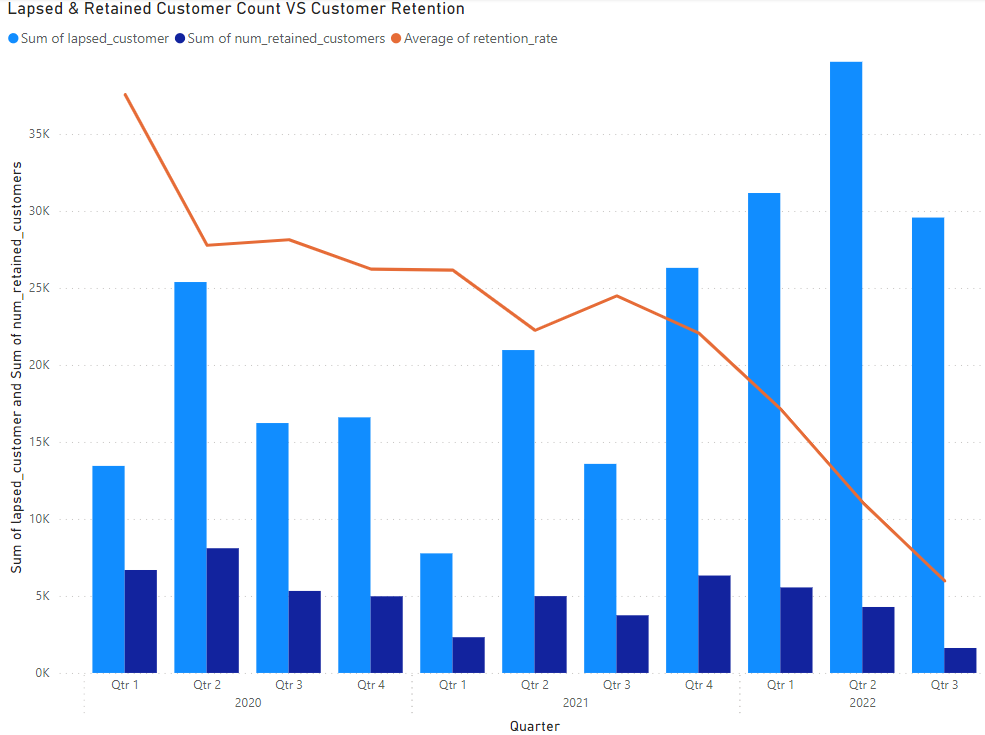 Lapsed & Retained Customer Count VS Customer Retention
Sum of lapsed_customer Sum of num_retained_customers Average of retention_rate
Sum of lapsed_customer and Sum of num_retained_customers
35K
30K
25K
20K
15K
10K
5K
0K
Qtr 1 Qtr 2 Qtr 3 Qtr 4 Qtr 1 Qtr 2 Qtr 3 Qtr 4 Qtr 1 Qtr 2 Qtr 3
2020 2021 2022
Quarter